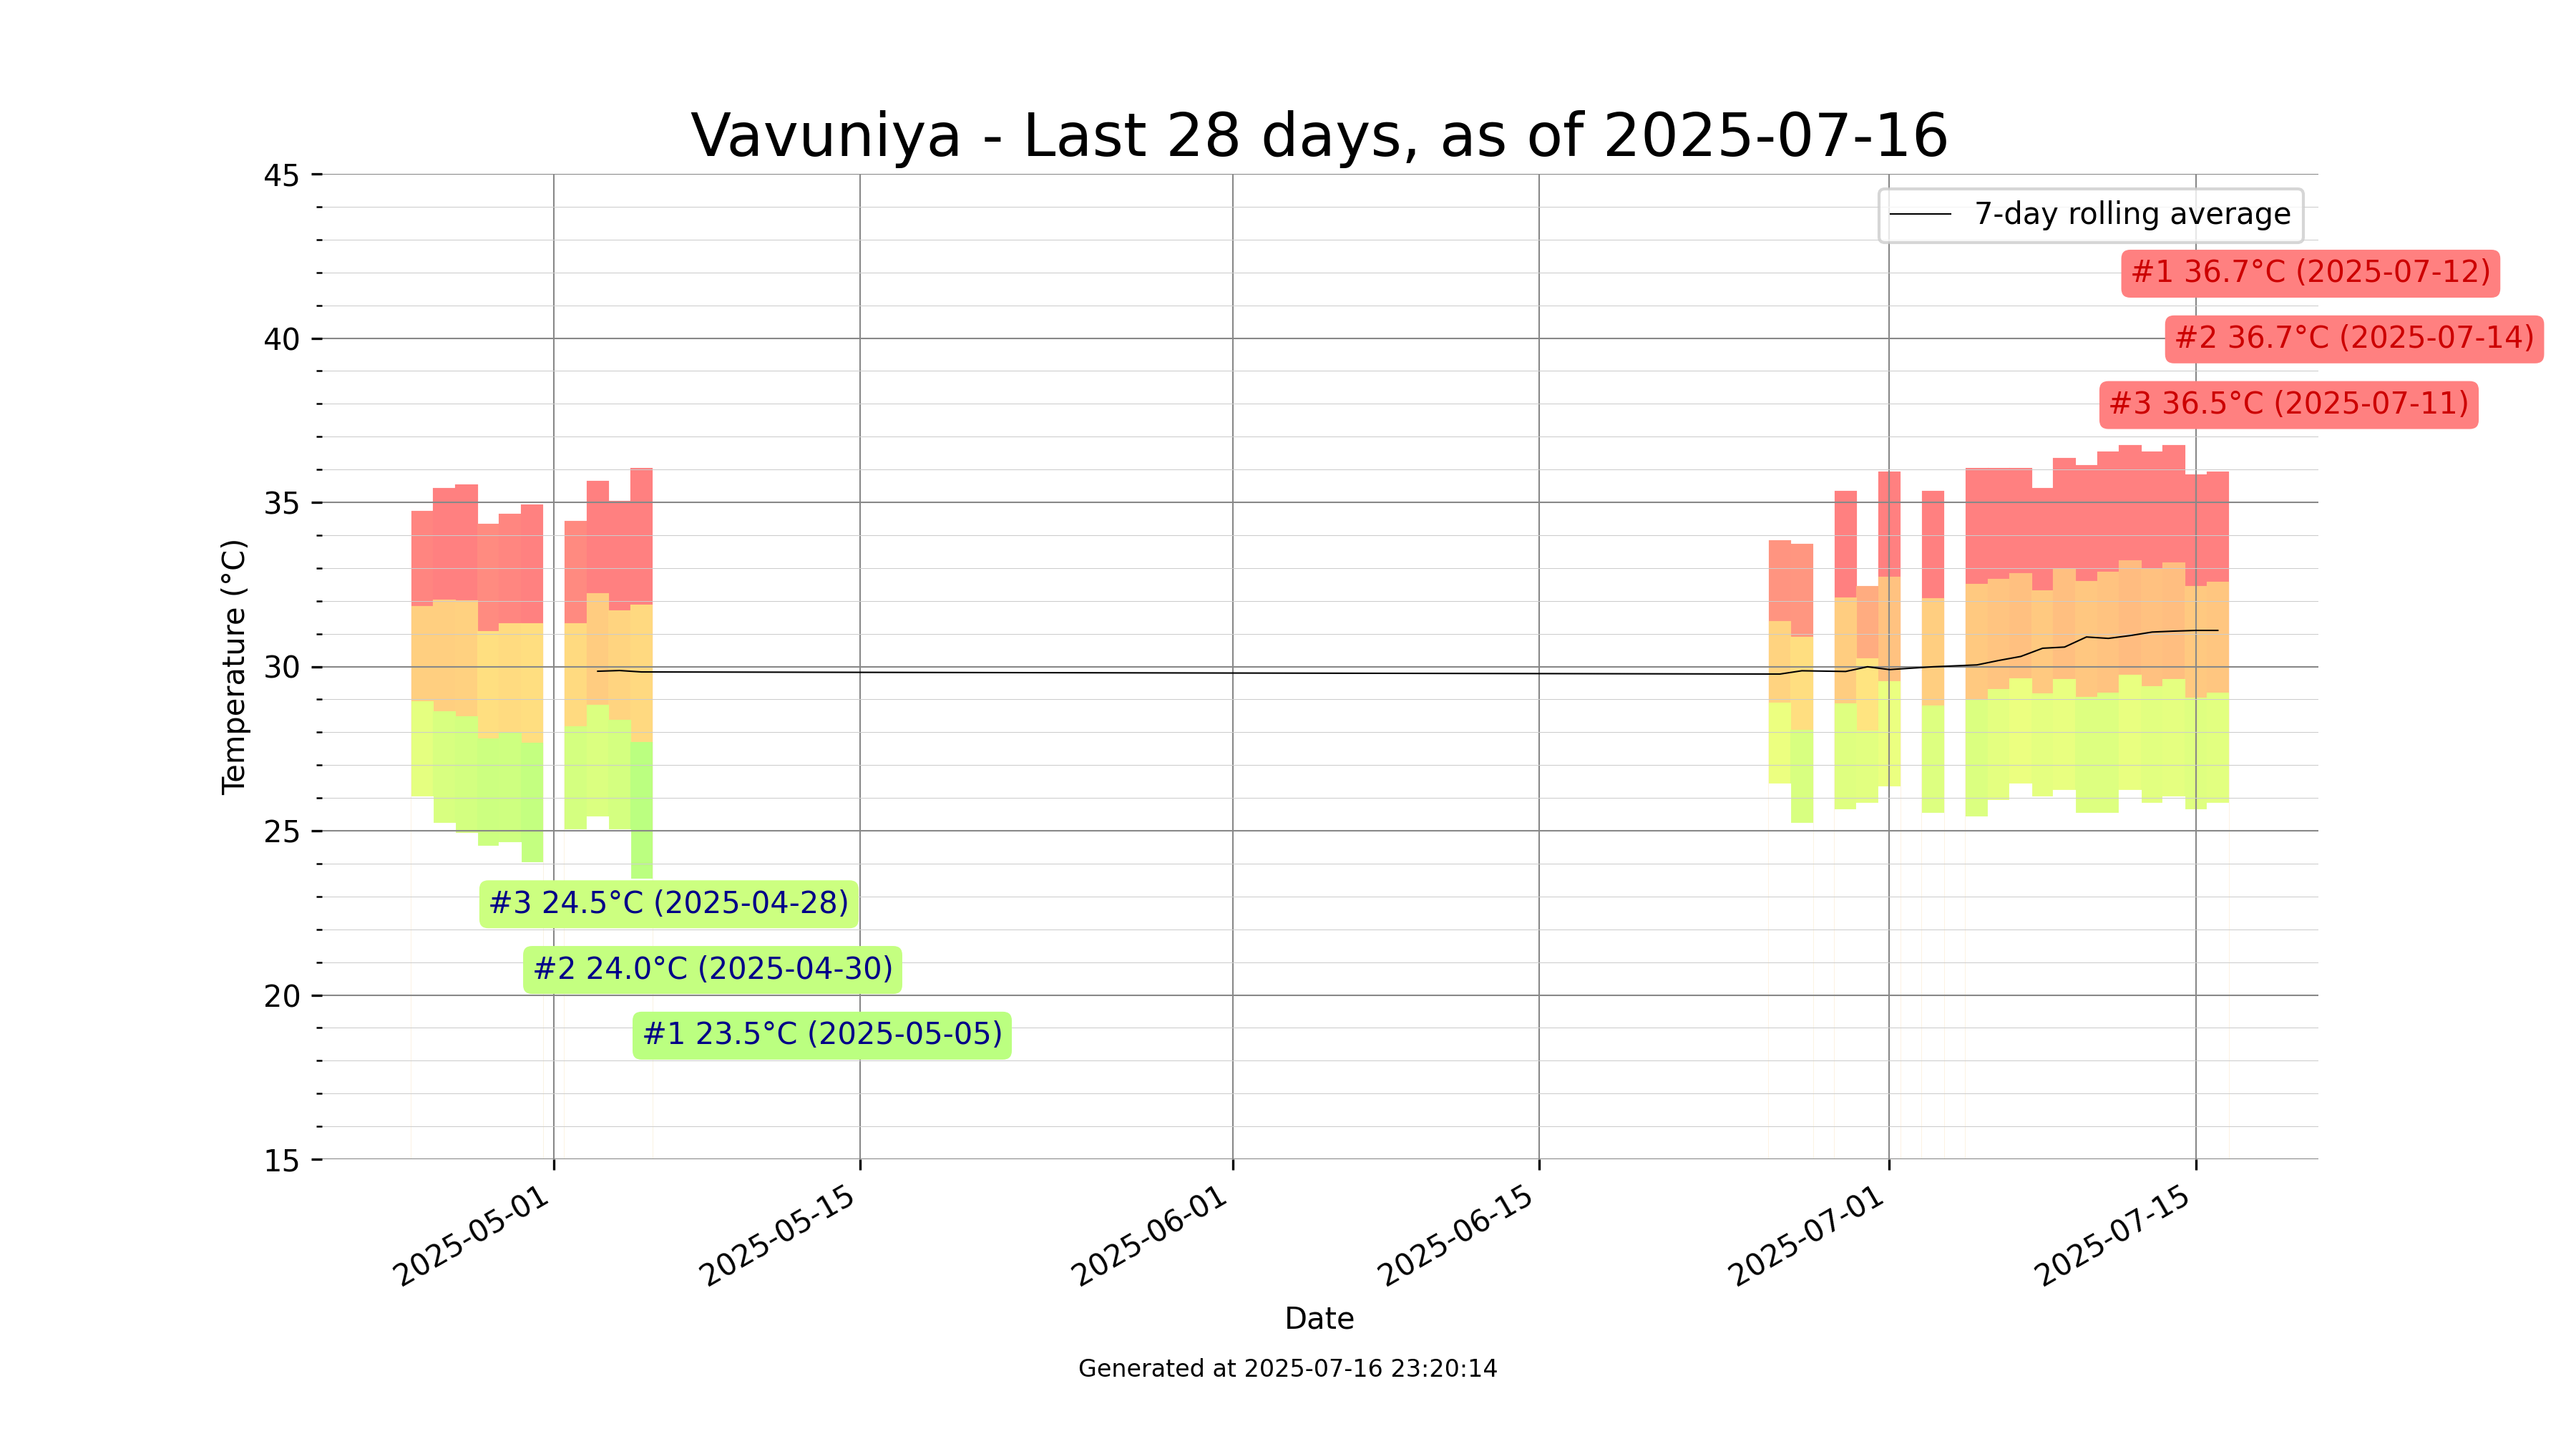 Vavuniya - Last 28 days, as of 2025-07-16
45
7-day rolling average
#1 36.7°C (2025-07-12)
40
#2 36.7°C (2025-07-14)
#3 36.5°C (2025-07-11)
35
Temperature (°C)
30
25
#3 24.5°C (2025-04-28)
#2 24.0°C (2025-04-30)
20
#1 23.5°C (2025-05-05)
15
2025-05-01
2025-05-15
2025-06-01
2025-06-15
2025-07-01
2025-07-15
Date
Generated at 2025-07-16 23:20:14